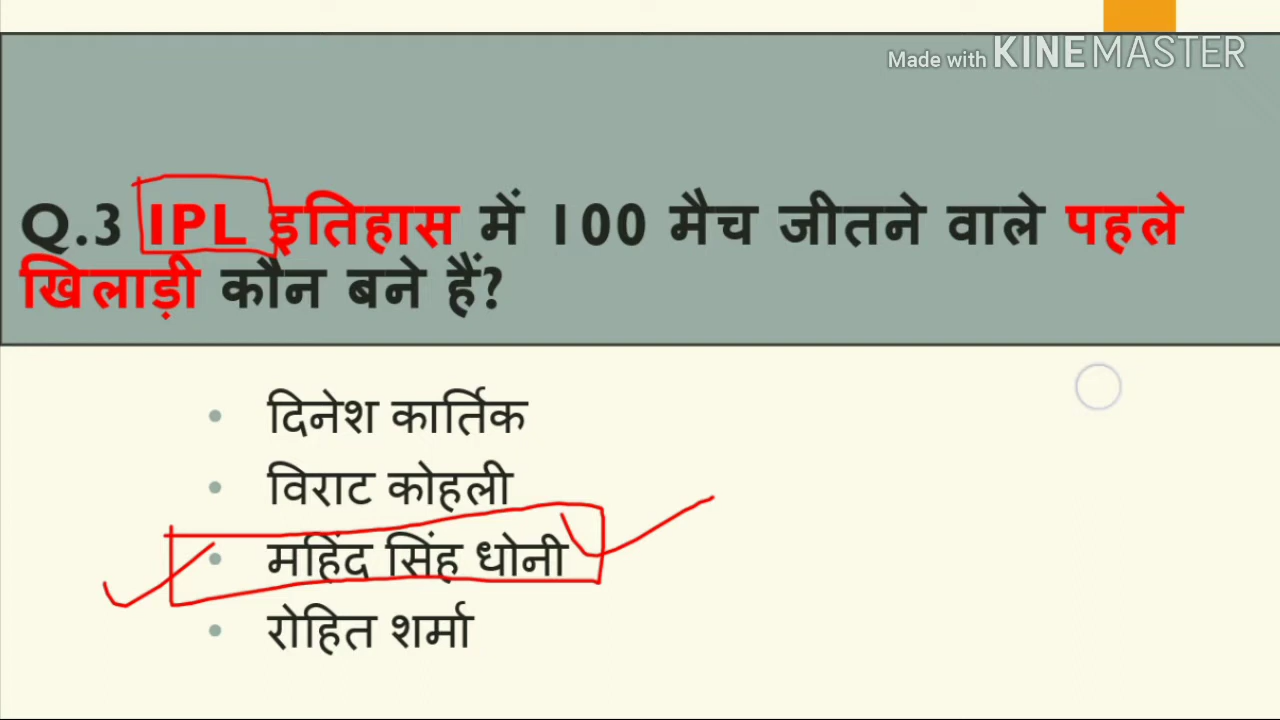 Made with KINEMASTER
Q.3 IPL इतिहास में 100 मैच जीतने वाले पहले
खिलाड़ी कौन बने हैं?
• दिनेश कार्तिक
• विराट कोहली
• महिंद सिंह धोनी
• रोहित शर्मा